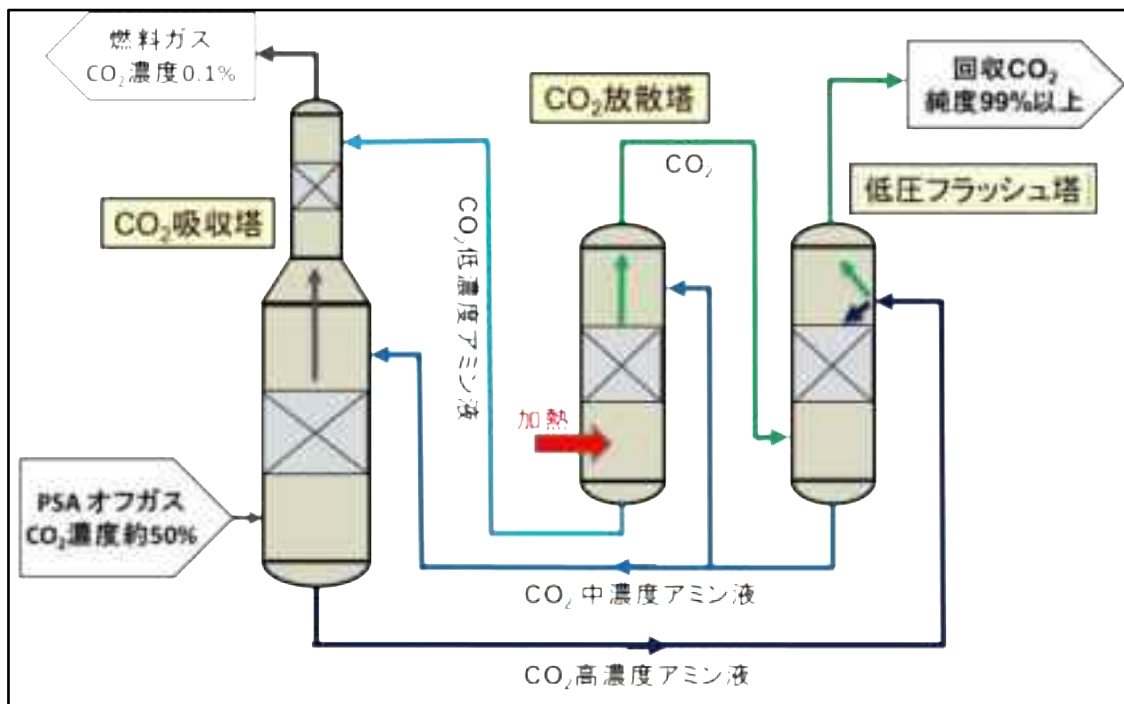 燃料ガス
CO₂濃度0.1%
CO₂吸収塔
PSA オフガス
CO₂濃度約50%
CO₂低濃度アミン液
CO₂放散塔
CO₂
加熱
回収CO₂
純度99%以上
低圧フラッシュ塔
CO₂中濃度アミン液
CO₂高濃度アミン液